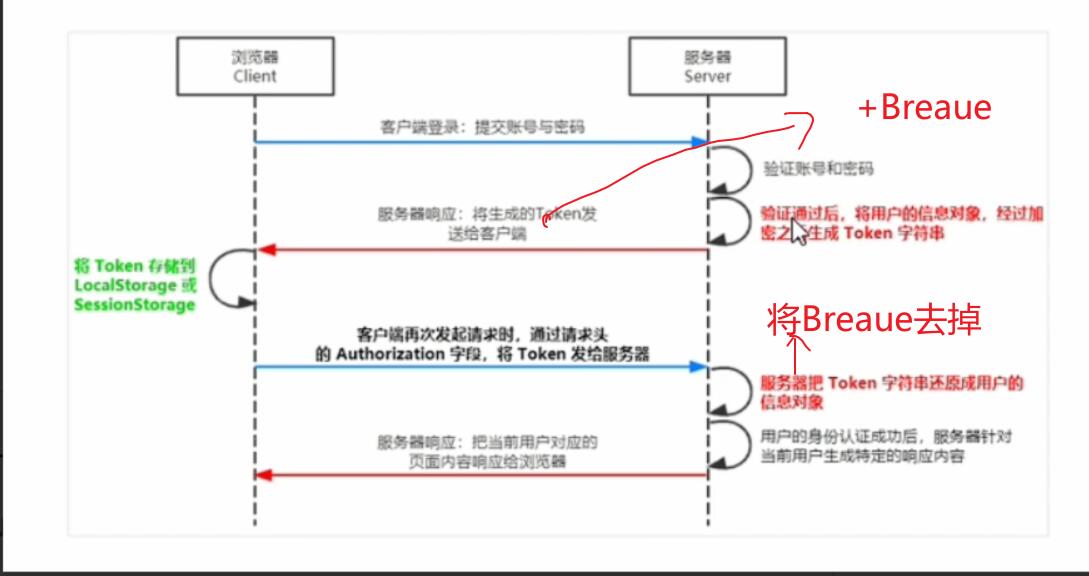 浏览器
Client
服务器
Server
+Breaue
客户端登录：提交账号与密码
验证账号和密码
服务器响应：将生成的Token发
送给客户端
验证通过后，将用户的信息对象，经过加
密之 生成 Token 字符串
将 Token 存储到
LocalStorage 或
SessionStorage
将Breaue去掉
客户端再次发起请求时，通过请求头
的 Authorization 字段，将 Token 发给服务器
服务器把 Token 字符串还原成用户的
信息对象
用户的身份认证成功后，服务器针对
当前用户生成特定的响应内容
服务器响应：把当前用户对应的
页面内容响应给浏览器